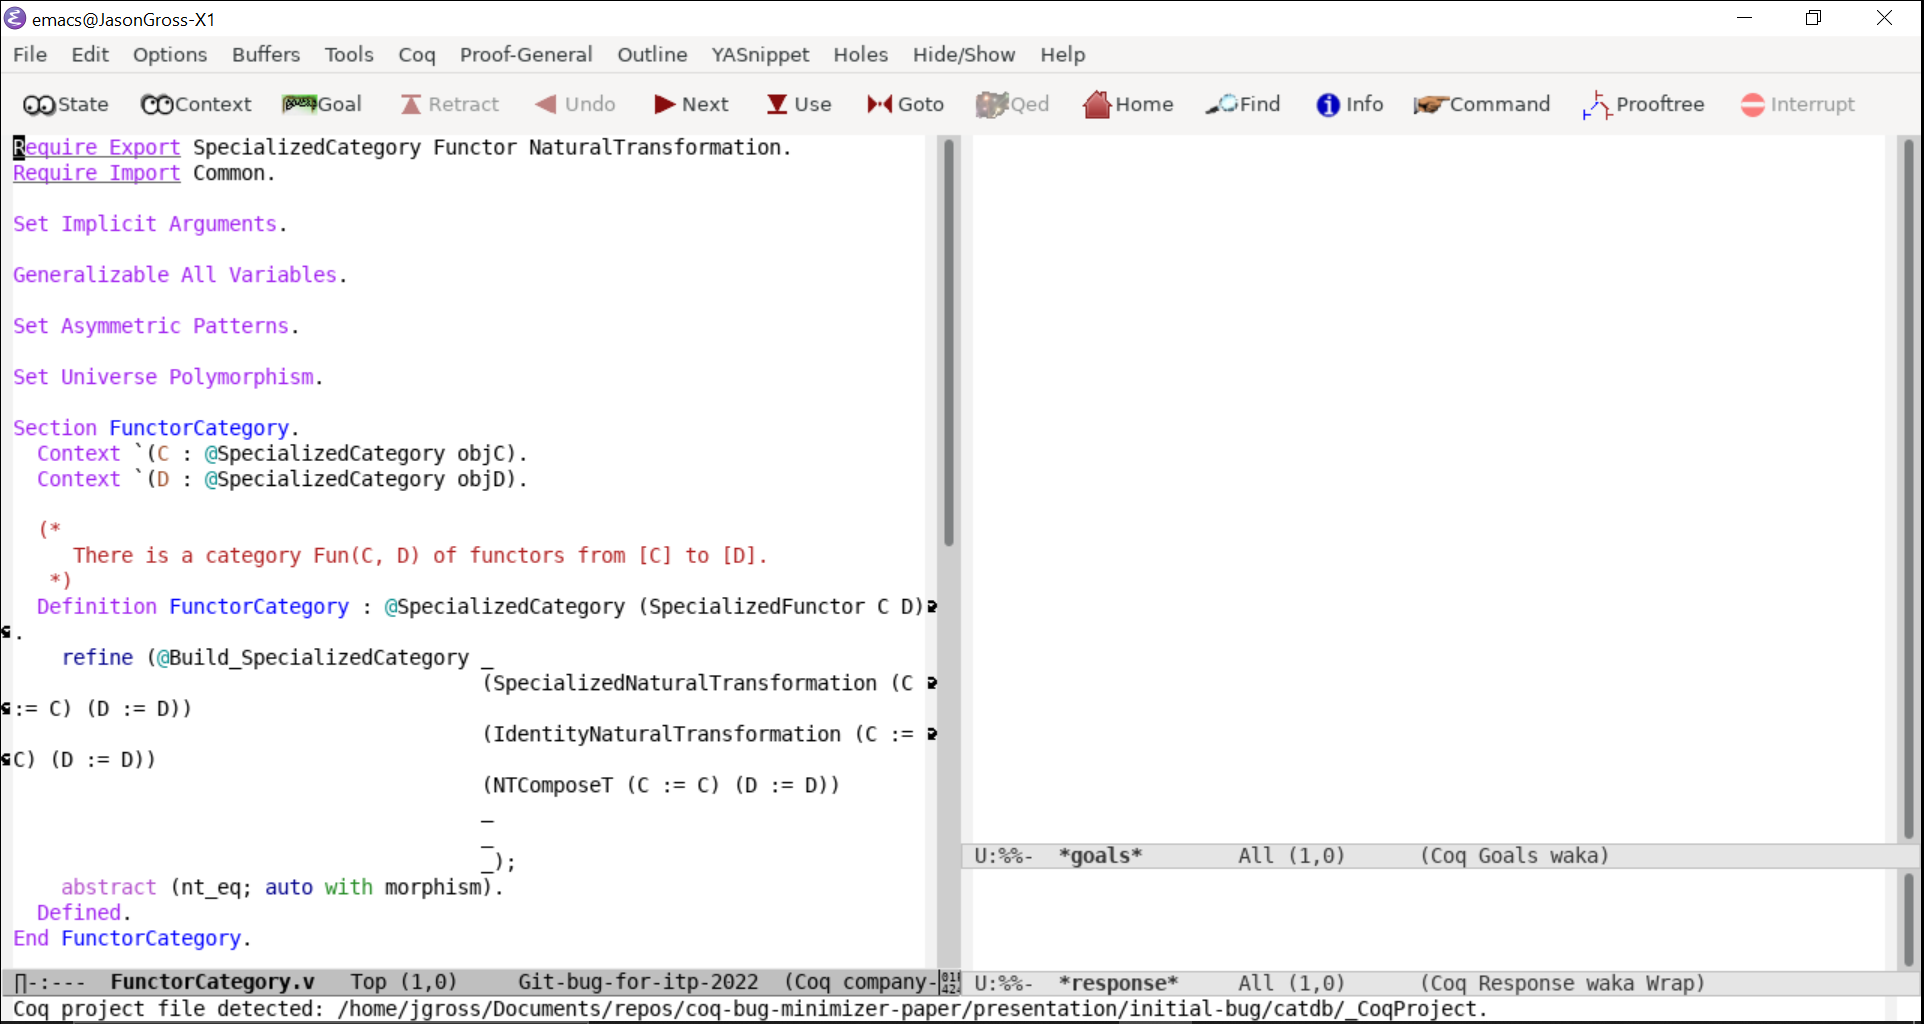 emacs@JasonGross-X1
File Edit Options Buffers Tools Coq Proof-General Outline YASnippet Holes Hide/Show Help
State Context Goal Retract Undo Next Use Goto Qed Home Find Info Command Prooftree Interrupt
Require Export SpecializedCategory Functor NaturalTransformation.
Require Import Common.
Set Implicit Arguments.
Generalizable All Variables.
Set Asymmetric Patterns.
Set Universe Polymorphism.
Section FunctorCategory.
Context `(C : @SpecializedCategory objC).
Context `(D : @SpecializedCategory objD).
(*
There is a category Fun(C, D) of functors from [C] to [D].
*)
Definition FunctorCategory : @SpecializedCategory (SpecializedFunctor C D)
.
refine (@Build_SpecializedCategory _
(SpecializedNaturalTransformation (C
:= C) (D := D))
(IdentityNaturalTransformation (C :=
C) (D := D))
(NTComposeT (C := C) (D := D))
_
_
_);
abstract (nt_eq; auto with morphism).
Defined.
End FunctorCategory.
U:%%- *goals* All (1,0) (Coq Goals waka)
-:--- FunctorCategory.v Top (1,0) Git-bug-for-itp-2022 (Coq company-
U:%%- *response* All (1,0) (Coq Response waka Wrap)
Coq project file detected: /home/jgross/Documents/repos/coq-bug-minimizer-paper/presentation/initial-bug/catdb/_CoqProject.